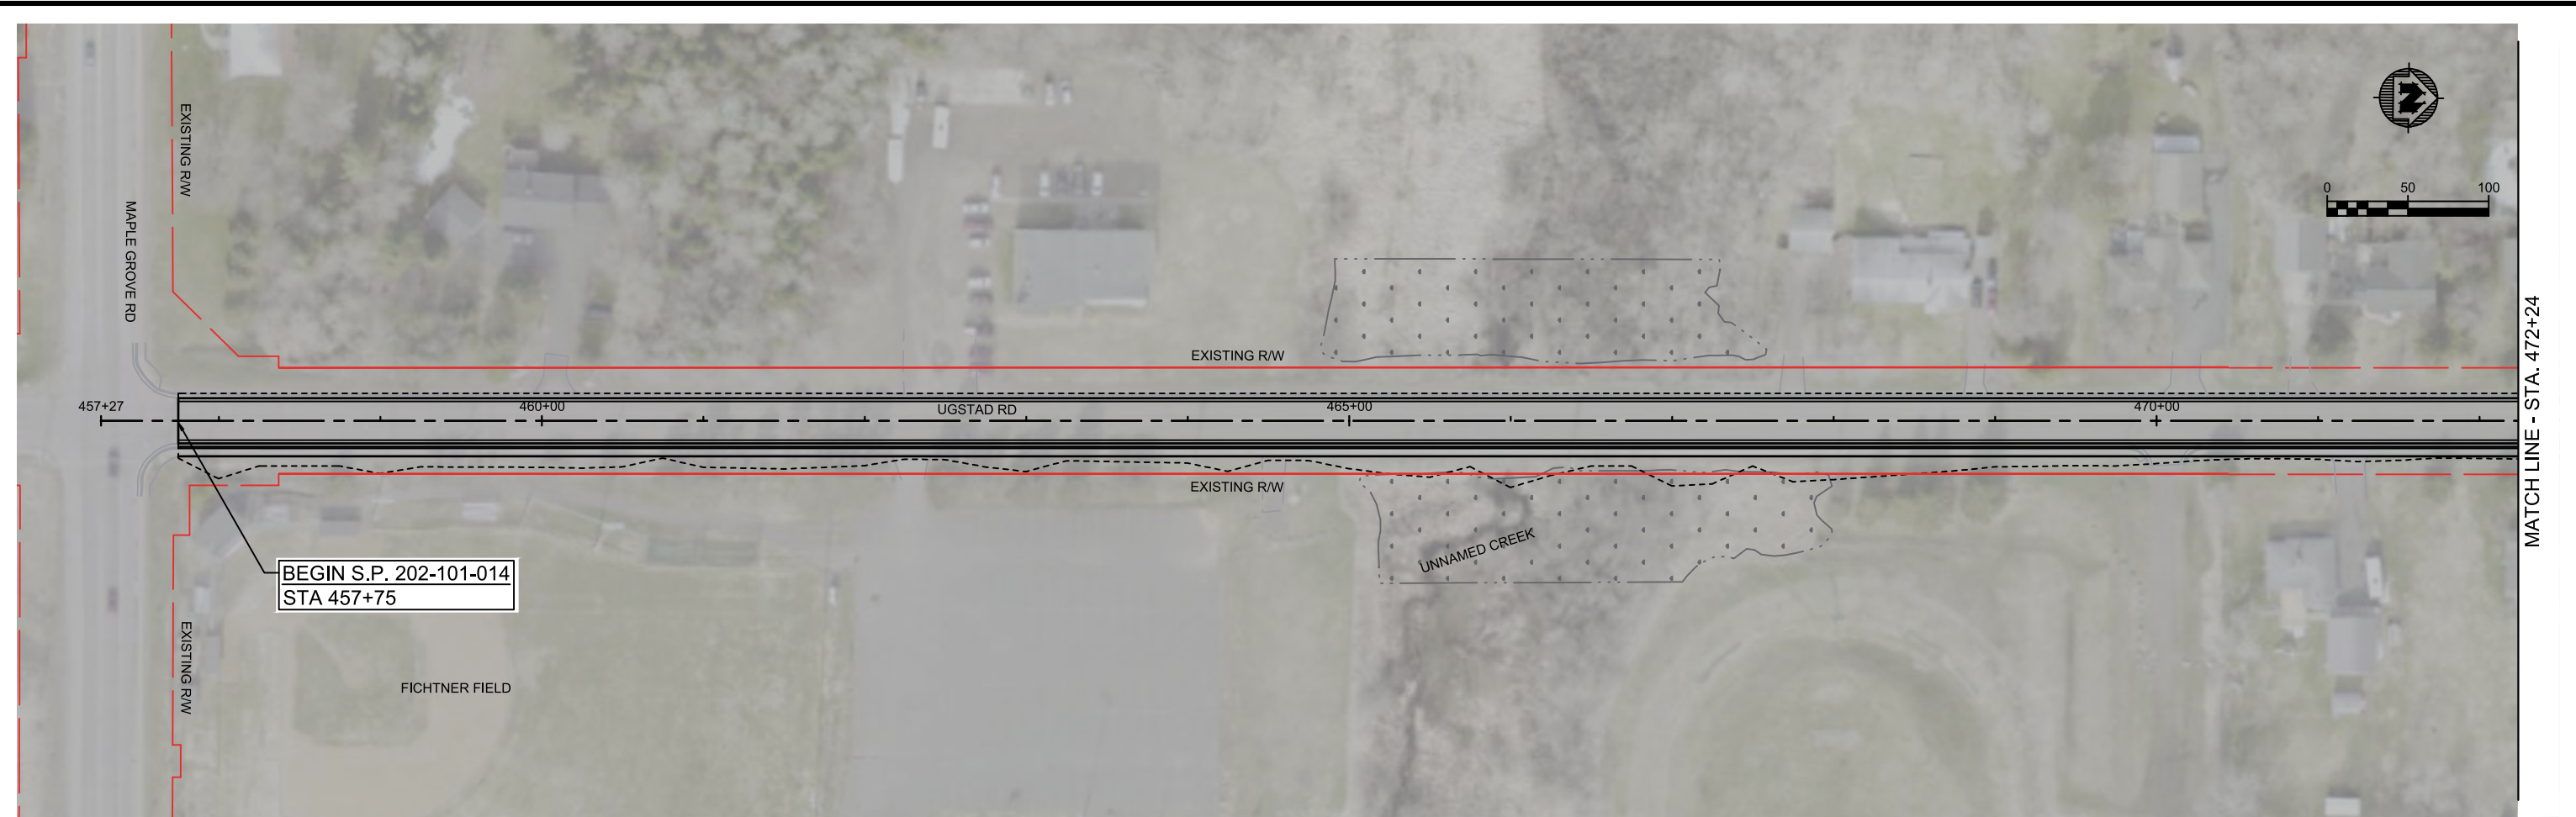 EXISTING R/W
MAPLE GROVE RD
N
0 50 100
EXISTING R/W
457+27
460+00
UGSTAD RD
465+00
470+00
MATCH LINE - STA. 472+24
EXISTING R/W
UNNAMED CREEK
BEGIN S.P. 202-101-014
STA 457+75
EXISTING R/W
FICHTNER FIELD